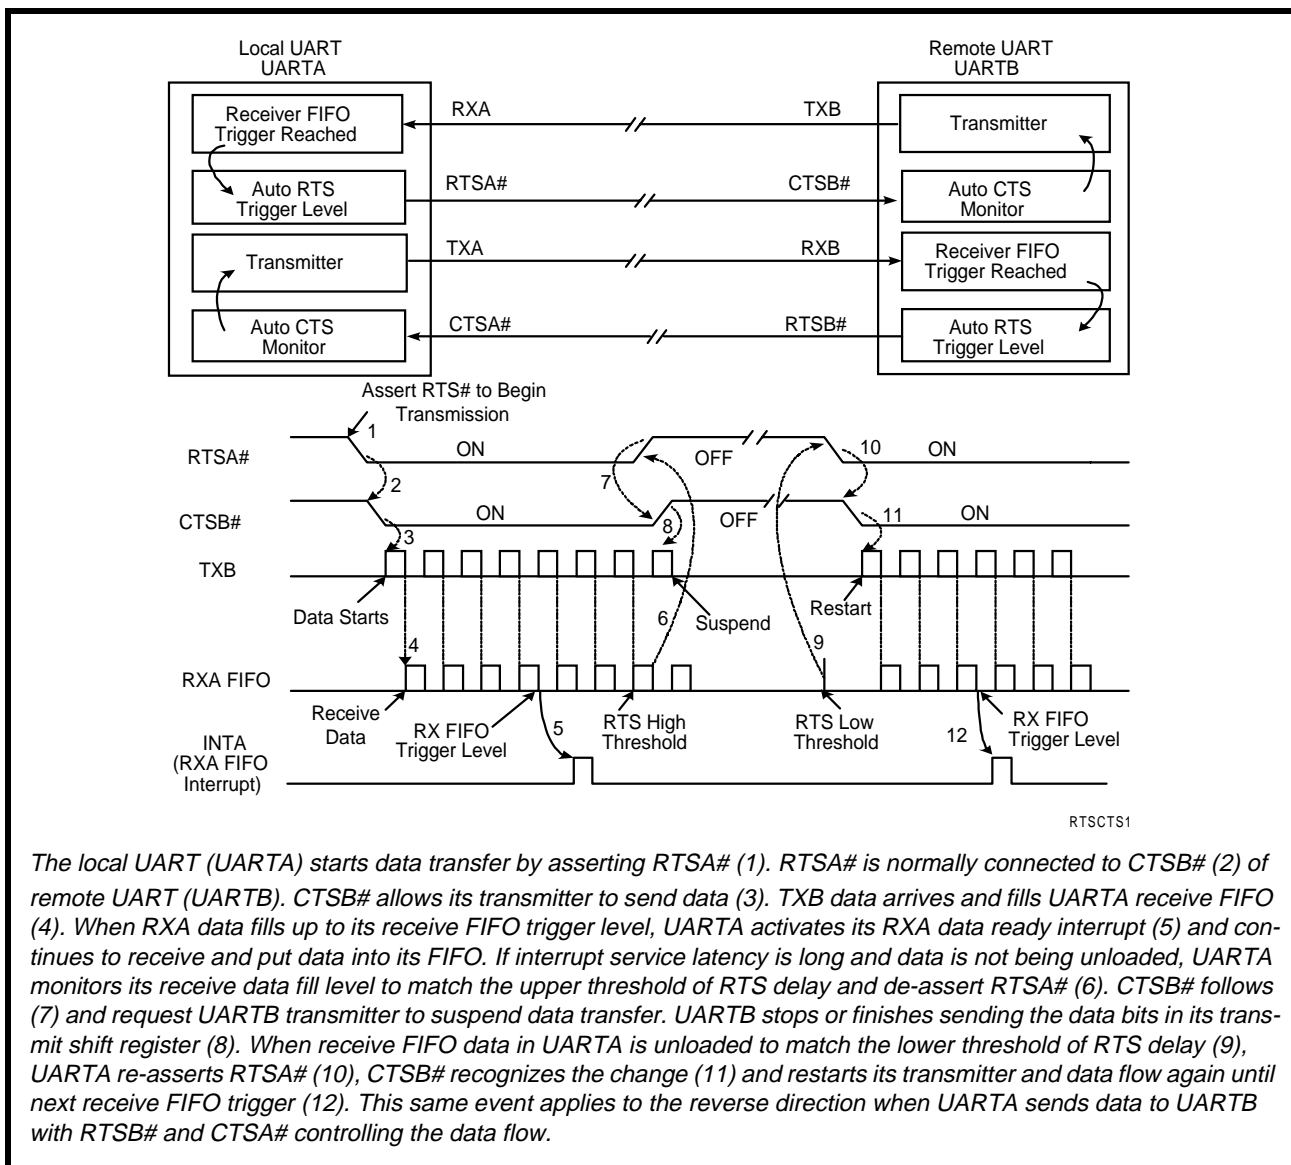 Local UART
UARTA
Remote UART
UARTB
Receiver FIFO
Trigger Reached
RXA
TXB
Transmitter
Auto RTS
Trigger Level
RTSA#
CTSB#
Auto CTS
Monitor
Transmitter
TXA
RXB
Receiver FIFO
Trigger Reached
Auto CTS
Monitor
CTSA#
RTSB#
Auto RTS
Trigger Level
Assert RTS# to Begin
Transmission
RTSA#
1
ON
7
OFF
10
ON
2
CTSB#
ON
8
OFF
11
ON
3
TXB
Data Starts
6
Suspend
Restart
4
9
RXA FIFO
Receive
Data
RX FIFO
Trigger Level
5
RTS High
Threshold
RTS Low
Threshold
12
RX FIFO
Trigger Level
INTA
(RXA FIFO
Interrupt)
RTSCTS1
The local UART (UARTA) starts data transfer by asserting RTSA# (1). RTSA# is normally connected to CTSB# (2) of
remote UART (UARTB). CTSB# allows its transmitter to send data (3). TXB data arrives and fills UARTA receive FIFO
(4). When RXA data fills up to its receive FIFO trigger level, UARTA activates its RXA data ready interrupt (5) and con-
tinues to receive and put data into its FIFO. If interrupt service latency is long and data is not being unloaded, UARTA
monitors its receive data fill level to match the upper threshold of RTS delay and de-assert RTSA# (6). CTSB# follows
(7) and request UARTB transmitter to suspend data transfer. UARTB stops or finishes sending the data bits in its trans-
mit shift register (8). When receive FIFO data in UARTA is unloaded to match the lower threshold of RTS delay (9),
UARTA re-asserts RTSA# (10), CTSB# recognizes the change (11) and restarts its transmitter and data flow again until
next receive FIFO trigger (12). This same event applies to the reverse direction when UARTA sends data to UARTB
with RTSB# and CTSA# controlling the data flow.